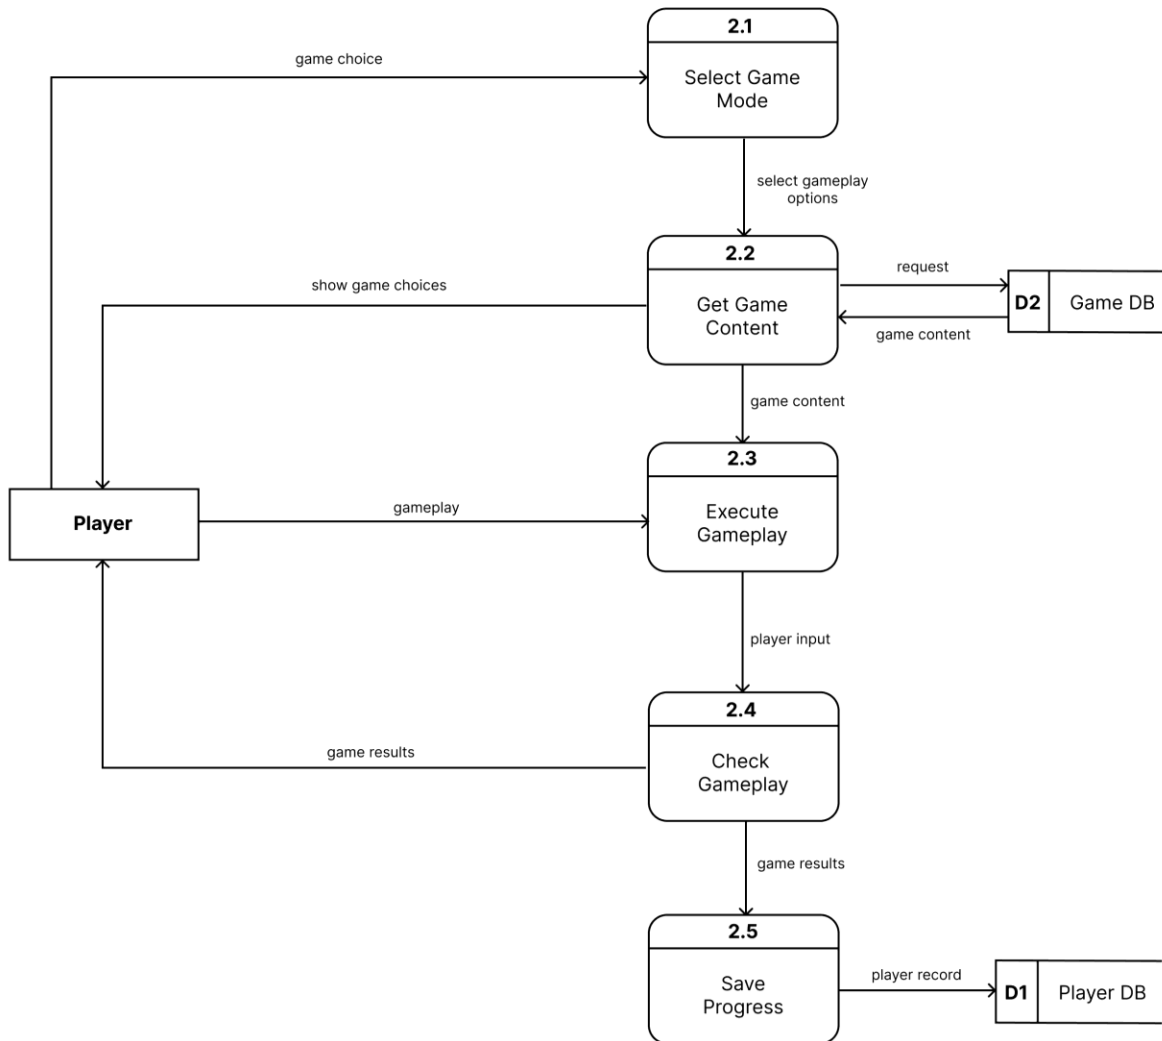 2.1
game choice
Select Game
Mode
select gameplay
options
2.2
show game choices
Get Game
Content
request
D2
Game DB
game content
game content
2.3
Player
gameplay
Execute
Gameplay
player input
2.4
game results
Check
Gameplay
game results
2.5
Save
Progress
player record
D1
Player DB